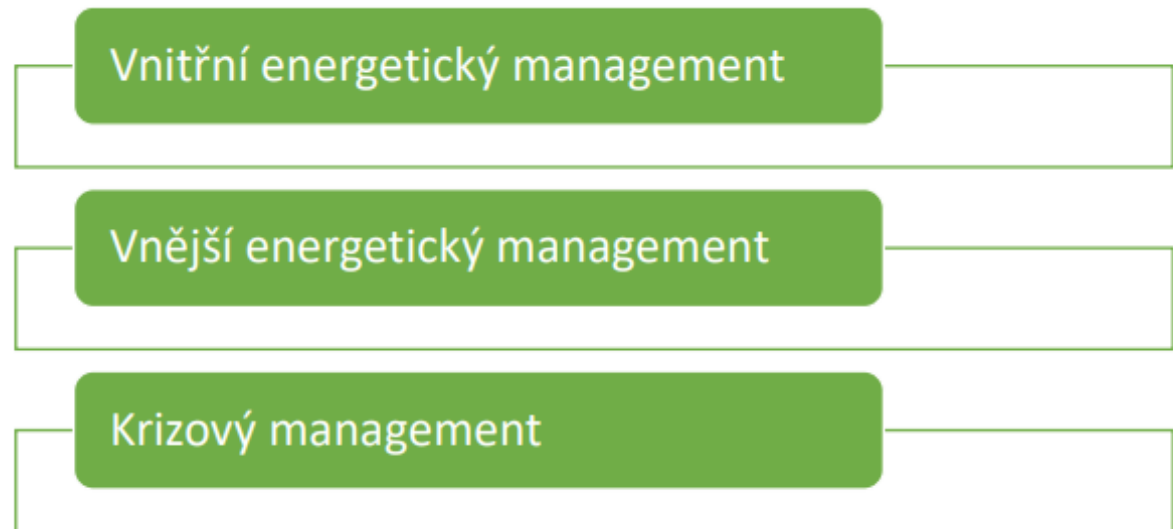 Vnitřní energetický management
Vnější energetický management
Krizový management